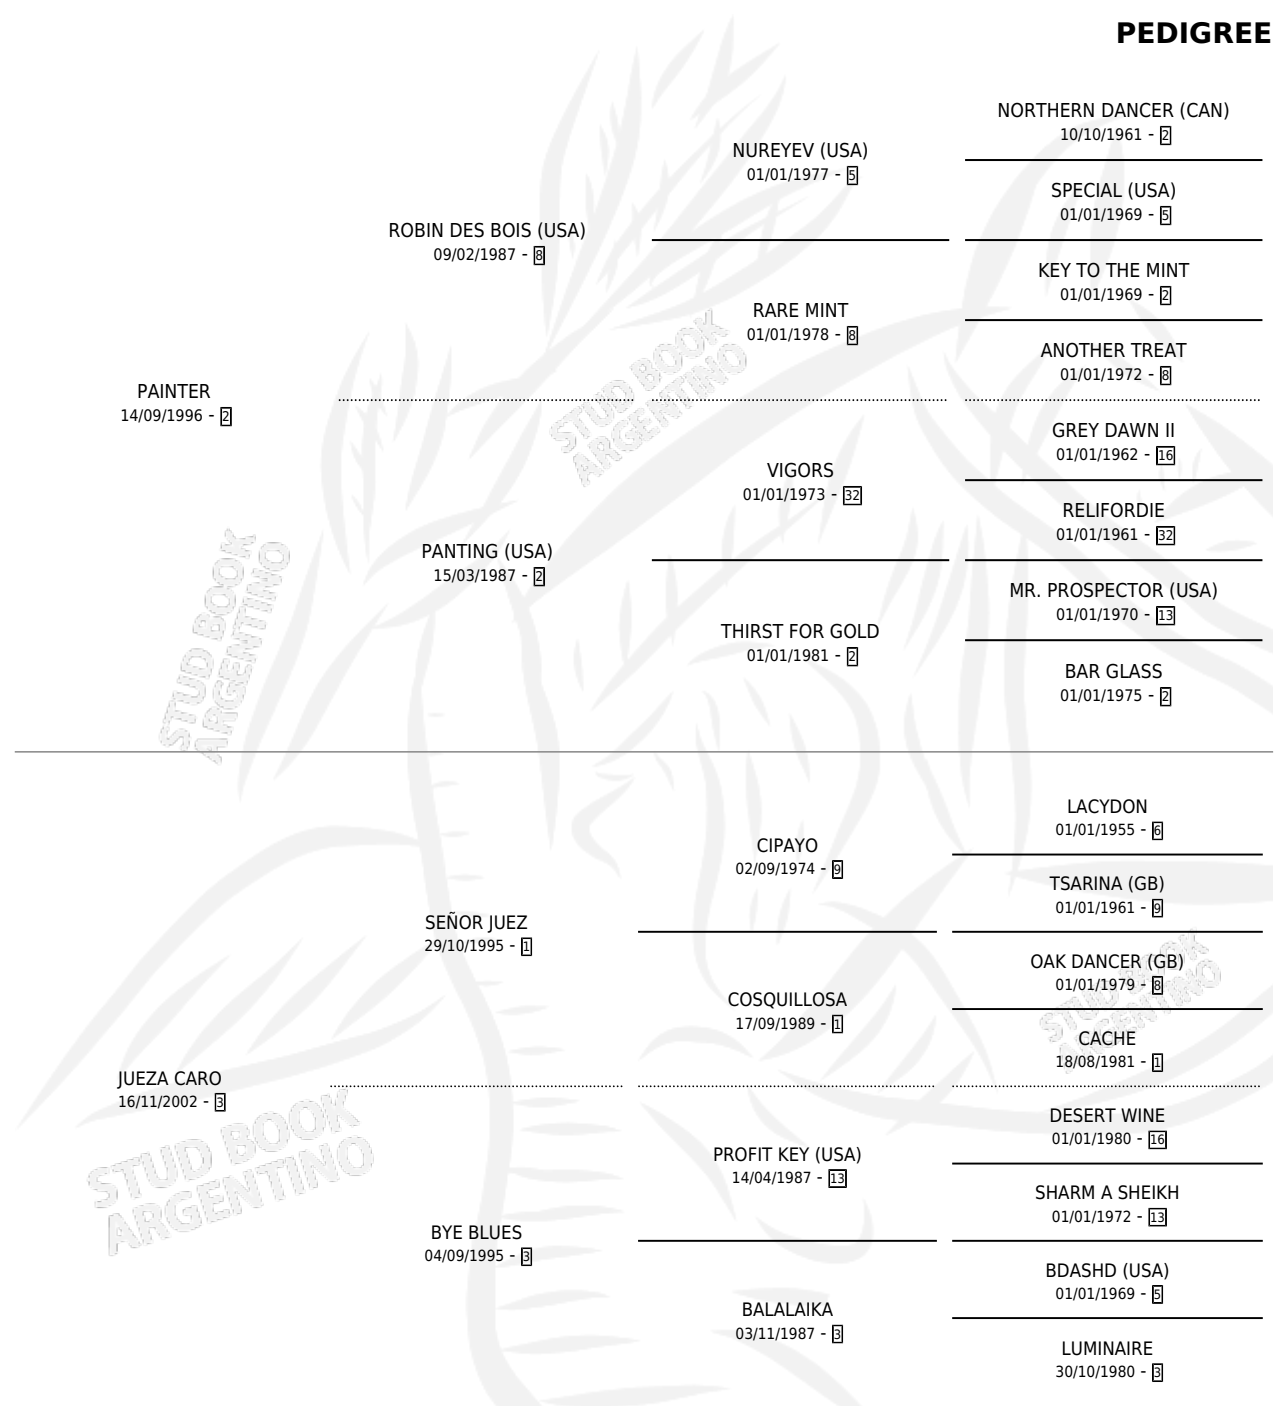 PEDIGREE
NORTHERN DANCER (CAN)
10/10/1961 - 2
NUREYEV (USA)
01/01/1977 - 5
SPECIAL (USA)
01/01/1969 - 5
ROBIN DES BOIS (USA)
09/02/1987 - 8
KEY TO THE MINT
01/01/1969 - 2
RARE MINT
01/01/1978 - 8
ANOTHER TREAT
01/01/1972 - 8
PAINTER
14/09/1996 - 2
GREY DAWN II
01/01/1962 - 16
VIGORS
01/01/1973 - 32
RELIFORDIE
01/01/1961 - 32
PANTING (USA)
15/03/1987 - 2
MR. PROSPECTOR (USA)
01/01/1970 - 13
THIRST FOR GOLD
01/01/1981 - 2
BAR GLASS
01/01/1975 - 2
LACYDON
01/01/1955 - 6
CIPAYO
02/09/1974 - 9
TSARINA (GB)
01/01/1961 - 9
SEÑOR JUEZ
29/10/1995 - 1
OAK DANCER (GB)
01/01/1979 - 8
COSQUILLOSA
17/09/1989 - 1
CACHE
18/08/1981 - 1
JUEZA CARO
16/11/2002 - 3
DESERT WINE
01/01/1980 - 16
PROFIT KEY (USA)
14/04/1987 - 13
SHARM A SHEIKH
01/01/1972 - 13
BYE BLUES
04/09/1995 - 3
BDASHD (USA)
01/01/1969 - 5
BALALAIKA
03/11/1987 - 3
LUMINAIRE
30/10/1980 - 3
STUD BOOK
ARGENTINO
STUD BOOK
ARGENTINO
STUD BOOK
ARGENTINO
STUD BOOK
ARGENTINO